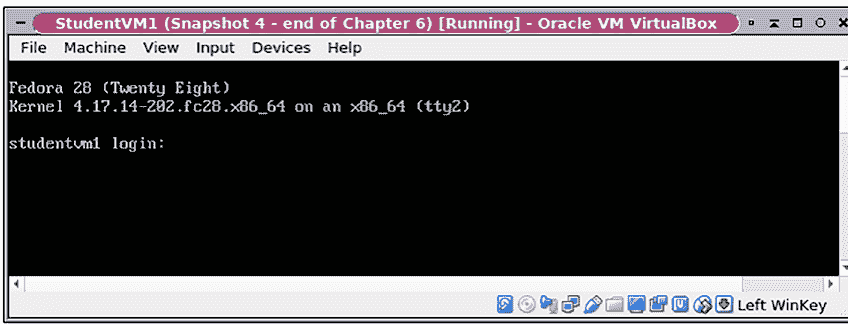 StudentVM1 (Snapshot 4 - end of Chapter 6) [Running] - Oracle VM VirtualBox
File Machine View Input Devices Help
Fedora 28 (Twenty Eight)
Kernel 4.17.14-202.fc28.x86_64 on an x86_64 (tty2)
studentvm1 login:
Left WinKey